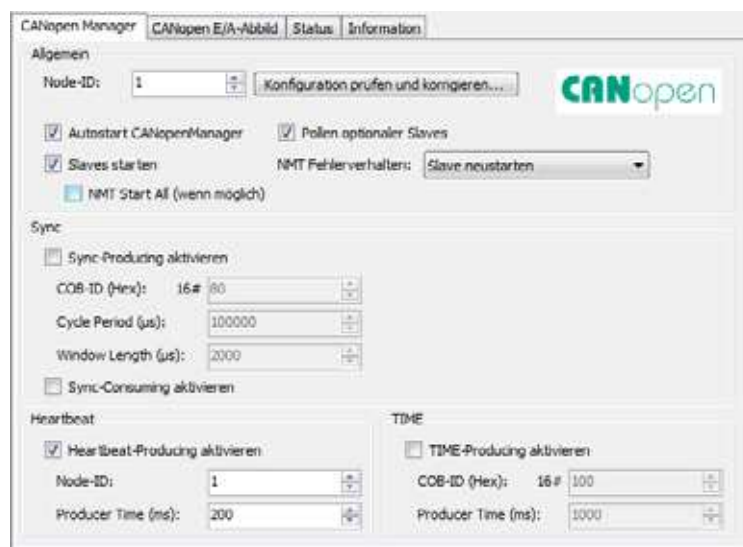 CANopen Manager CANopen E/A-Abbild Status Information
Allgemein
Node-ID: 1 Konfiguration prüfen und korrigieren... CANopen
Autostart CANopenManager Pollen optionaler Slaves
Slaves starten NMT Fehlerverhalten: Slave neustarten
NMT Start All (wenn möglich)
Sync
Sync-Producing aktivieren
COB-ID (Hex): 16# 80
Cycle Period (µs): 100000
Window Length (µs): 2000
Sync-Consuming aktivieren
Heartbeat TIME
Heartbeat-Producing aktivieren TIME-Producing aktivieren
Node-ID: 1 COB-ID (Hex): 16# 100
Producer Time (ms): 200 Producer Time (ms): 1000